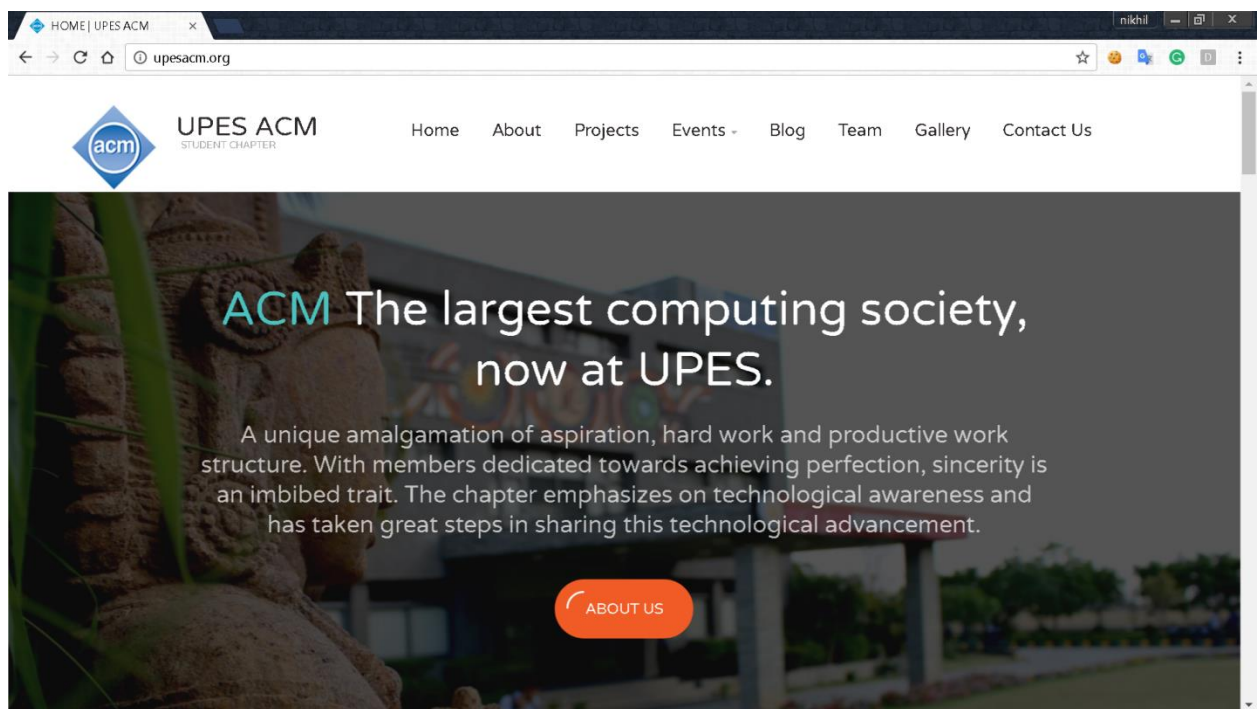 HOME | UPES ACM
nikhil
upesacm.org
acm
UPES ACM
STUDENT CHAPTER
Home About Projects Events Blog Team Gallery Contact Us
ACM The largest computing society,
now at UPES.
A unique amalgamation of aspiration, hard work and productive work
structure. With members dedicated towards achieving perfection, sincerity is
an imbibed trait. The chapter emphasizes on technological awareness and
has taken great steps in sharing this technological advancement.
ABOUT US